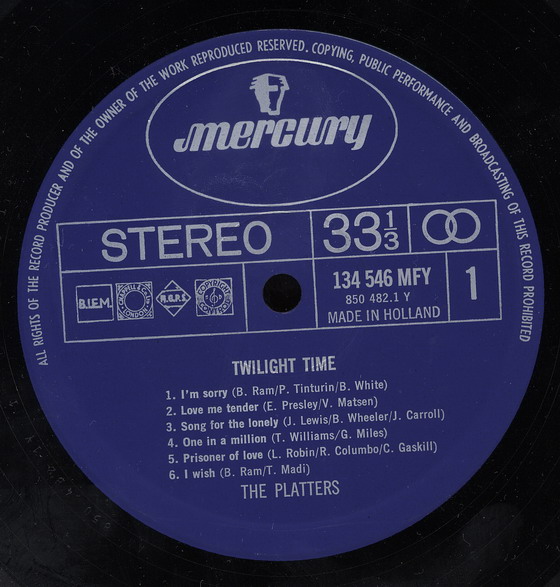 ALL RIGHTS OF THE RECORD PRODUCER AND OF THE OWNER OF THE WORK REPRODUCED RESERVED. COPYING, PUBLIC PERFORMANCE AND BROADCASTING OF THIS RECORD PROHIBITED
mercury
STEREO
33 1/3
B.I.E.M.
134 546 MFY
850 482.1 Y
MADE IN HOLLAND
1
TWILIGHT TIME
1. I'm sorry (B. Ram/P. Tinturin/B. White)
2. Love me tender (E. Presley/V. Matsen)
3. Song for the lonely (J. Lewis/B. Wheeler/J. Carroll)
4. One in a million (T. Williams/G. Miles)
5. Prisoner of love (L. Robin/R. Columbo/C. Gaskill)
6. I wish (B. Ram/T. Madi)
THE PLATTERS